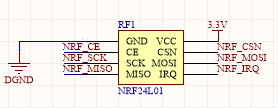 RF1
3.3V
GND VCC
NRF_CE CE CSN NRF_CSN
NRF_SCK SCK MOSI NRF_MOSI
NRF_MISO MISO IRQ NRF_IRQ
DGND
NRF24L01